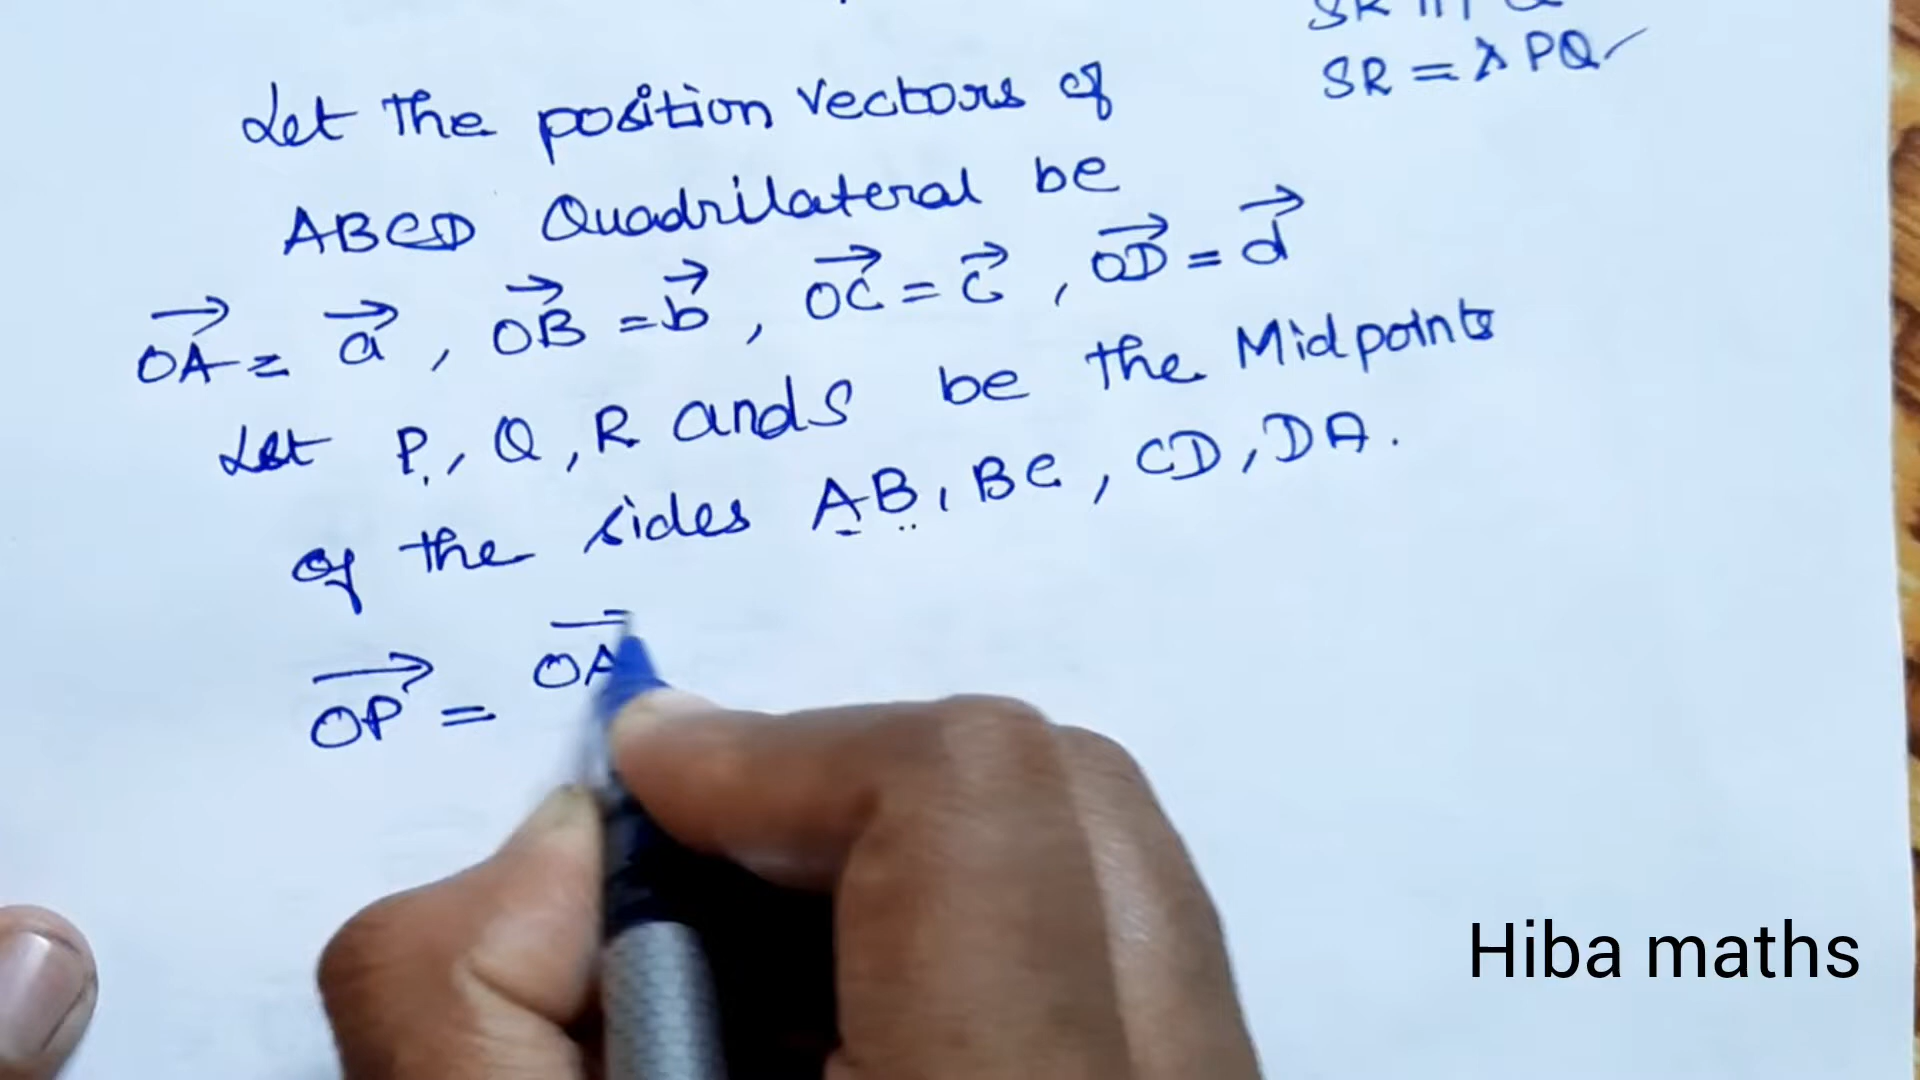 SR = λ PQ
Let the position vectors of
ABCD Quadrilateral be
OA = a, OB = b, OC = c, OD = d
Let P, Q, R and S be the Midpoints
of the sides AB, BC, CD, DA.
OP = OA
Hiba maths